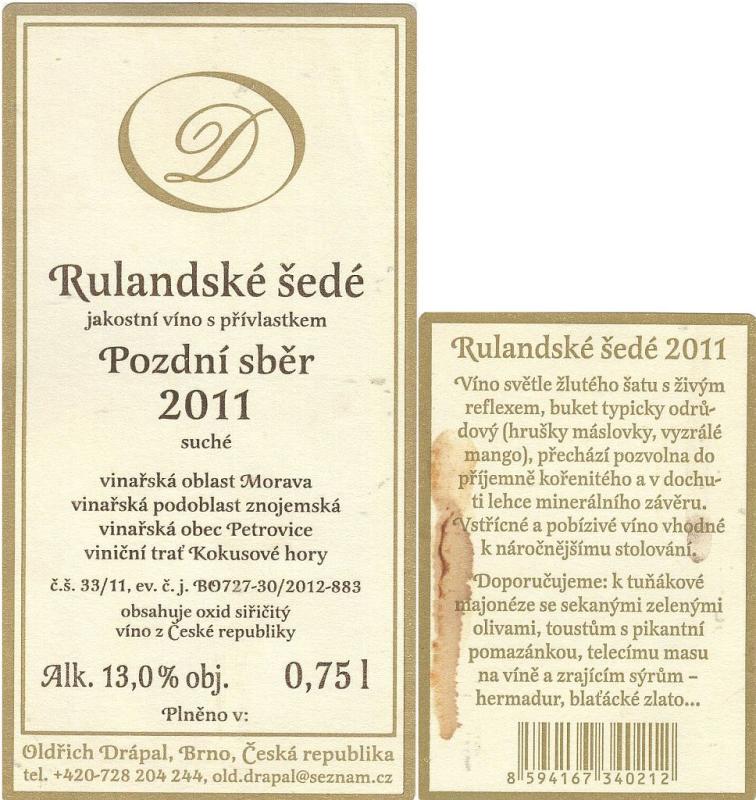 D
Rulandské šedé
jakostní víno s přívlastkem
Pozdní sběr
2011
suché
vinařská oblast Morava
vinařská podoblast znojemská
vinařská obec Petrovice
viniční trať Kokusové hory
č.š. 33/11, ev. č. j. BO727-30/2012-883
obsahuje oxid siřičitý
víno z České republiky
Alk. 13,0% obj. 0,75 l
Plněno v:
Oldřich Drápal, Brno, Česká republika
tel. +420-728 204 244, old.drapal@seznam.cz
Rulandské šedé 2011
Víno světle žlutého šatu s živým
reflexem, buket typicky odrů-
dový (hrušky máslovky, vyzrálé
mango), přechází pozvolna do
příjemně kořenitého a v dochu-
ti lehce minerálního závěru.
Vstřícné a pobízivé víno vhodné
k náročnějšímu stolování.
Doporučujeme: k tuňákové
majonéze se sekanými zelenými
olivami, toustům s pikantní
pomazánkou, telecímu masu
na víně a zrajícím sýrům –
hermadur, blaťácké zlato...
8 594167 340212